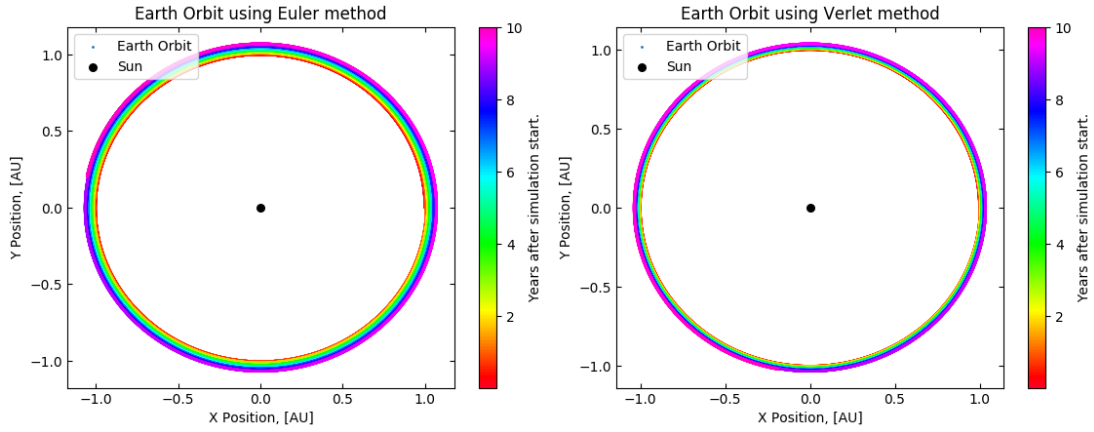 Earth Orbit using Euler method
Earth Orbit
Sun
1.0
0.5
0.0
−0.5
−1.0
Y Position, [AU]
−1.0 −0.5 0.0 0.5 1.0
X Position, [AU]
10
8
6
4
2
Years after simulation start.
Earth Orbit using Verlet method
Earth Orbit
Sun
1.0
0.5
0.0
−0.5
−1.0
Y Position, [AU]
−1.0 −0.5 0.0 0.5 1.0
X Position, [AU]
10
8
6
4
2
Years after simulation start.